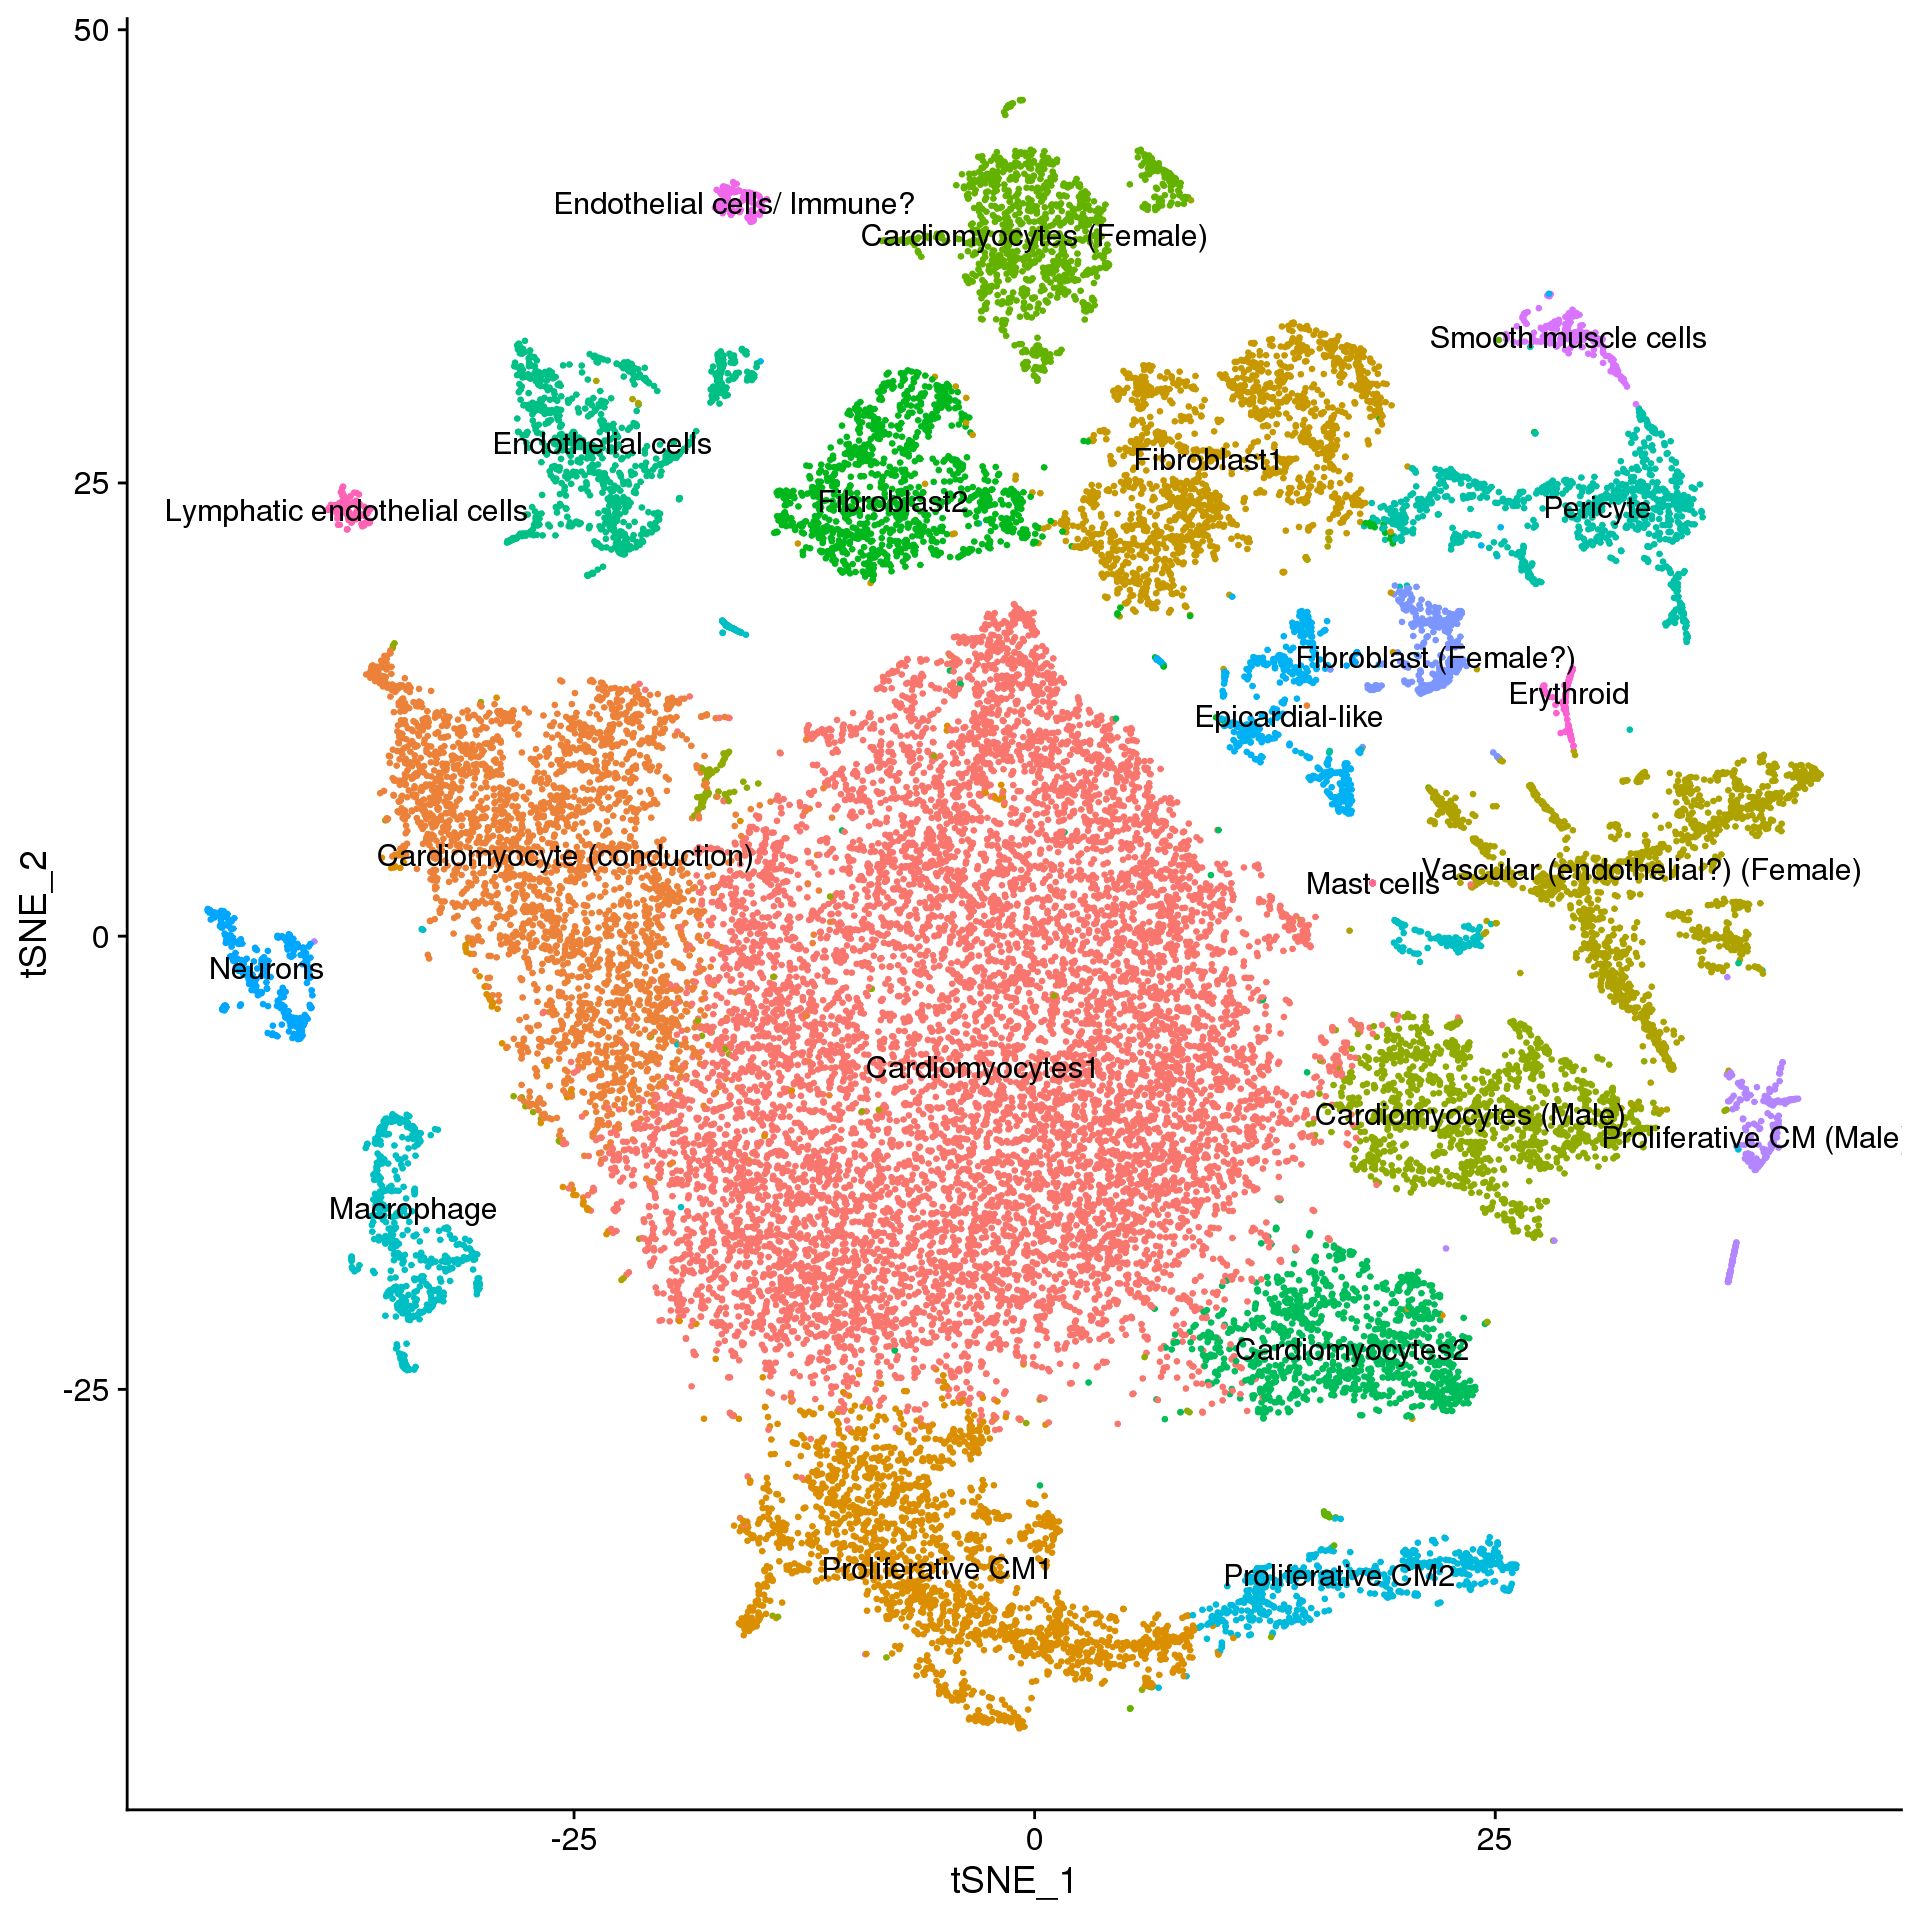 50
Endothelial cells/ Immune?
Cardiomyocytes (Female)
Smooth muscle cells
Endothelial cells
Fibroblast1
25
Fibroblast2
Pericyte
Lymphatic endothelial cells
Fibroblast (Female?)
Erythroid
Epicardial-like
Cardiomyocyte (conduction)
Vascular (endothelial?) (Female)
Mast cells
tSNE_2
0
Neurons
Cardiomyocytes1
Cardiomyocytes (Male)
Proliferative CM (Male
Macrophage
Cardiomyocytes2
-25
Proliferative CM1
Proliferative CM2
-25 0 25
tSNE_1